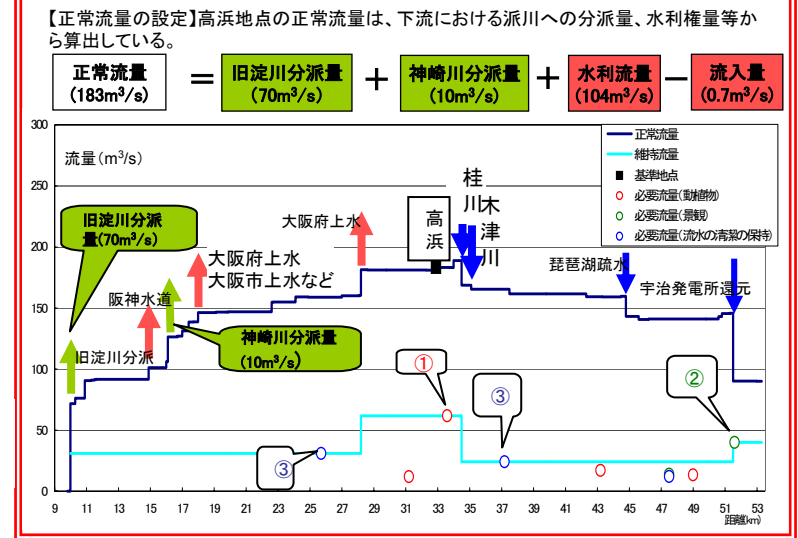 【正常流量の設定】高浜地点の正常流量は、下流における派川への分派量、水利権量等か
ら算出している。
正常流量 = 旧淀川分派量 + 神崎川分派量 + 水利流量 − 流入量
(183m³/s) (70m³/s) (10m³/s) (104m³/s) (0.7m³/s)
300
250
200
150
100
50
0
流量(m³/s)
正常流量
維持流量
基準地点
必要流量(動植物)
必要流量(景観)
必要流量(流水の清潔の保持)
旧淀川分派
量(70m³/s)
旧淀川分派
阪神水道
大阪府上水
大阪市上水など
神崎川分派量
(10m³/s)
大阪府上水
高浜
桂川
木津川
琵琶湖疏水
宇治発電所還元
①
②
③
③
9 11 13 15 17 19 21 23 25 27 29 31 33 35 37 39 41 43 45 47 49 51 53
距離(km)